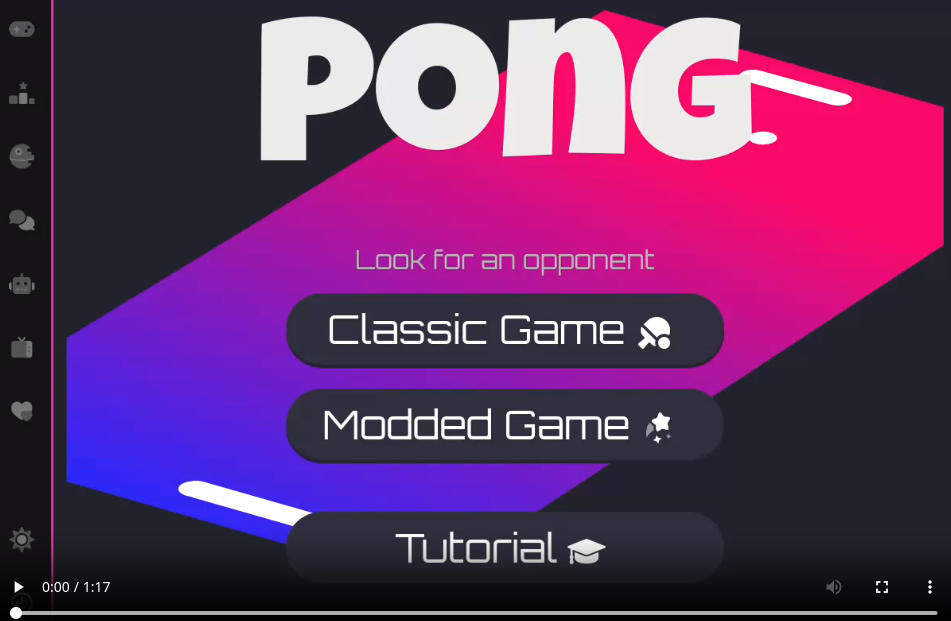 PonG
Look for an opponent
Classic Game
Modded Game
Tutorial
0:00 / 1:17